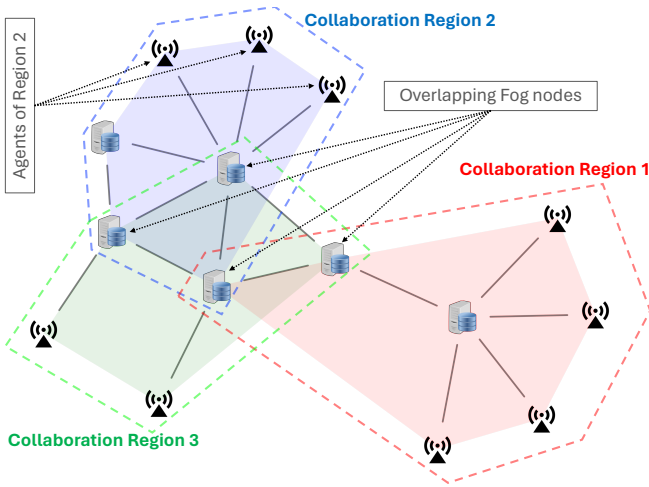 Collaboration Region 2
Agents of Region 2
Overlapping Fog nodes
Collaboration Region 1
Collaboration Region 3